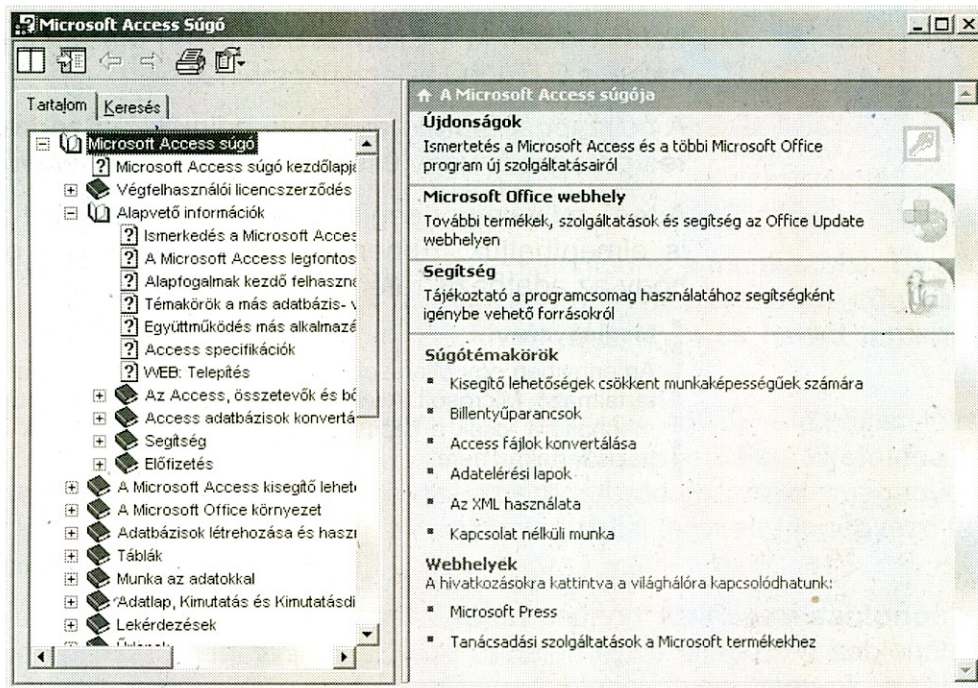 Microsoft Access Súgó
Tartalom
Keresés
Microsoft Access súgó
Microsoft Access súgó kezdőlapja
Végfelhasználói licencszerződés
Alapvető információk
Ismerkedés a Microsoft Acces
A Microsoft Access legfontos
Alapfogalmak kezdő felhaszná
Témakörök a más adatbázis- v
Együttműködés más alkalmazá
Access specifikációk
WEB: Telepítés
Az Access, összetevők és bő
Access adatbázisok konvertá
Segítség
Előfizetés
A Microsoft Access kisegítő lehet
A Microsoft Office környezet
Adatbázisok létrehozása és hasz
Táblák
Munka az adatokkal
Adatlap, Kimutatás és Kimutatásdi
Lekérdezések
A Microsoft Access súgója
Újdonságok
Ismertetés a Microsoft Access és a többi Microsoft Office
program új szolgáltatásairól
Microsoft Office webhely
További termékek, szolgáltatások és segítség az Office Update
webhelyen
Segítség
Tájékoztató a programcsomag használatához segítségként
igénybe vehető forrásokról
Súgótémakörök
Kisegítő lehetőségek csökkent munkaképességűek számára
Billentyűparancsok
Access fájlok konvertálása
Adatelérési lapok
Az XML használata
Kapcsolat nélküli munka
Webhelyek
A hivatkozásokra kattintva a világhálóra kapcsolódhatunk:
Microsoft Press
Tanácsadási szolgáltatások a Microsoft termékekhez